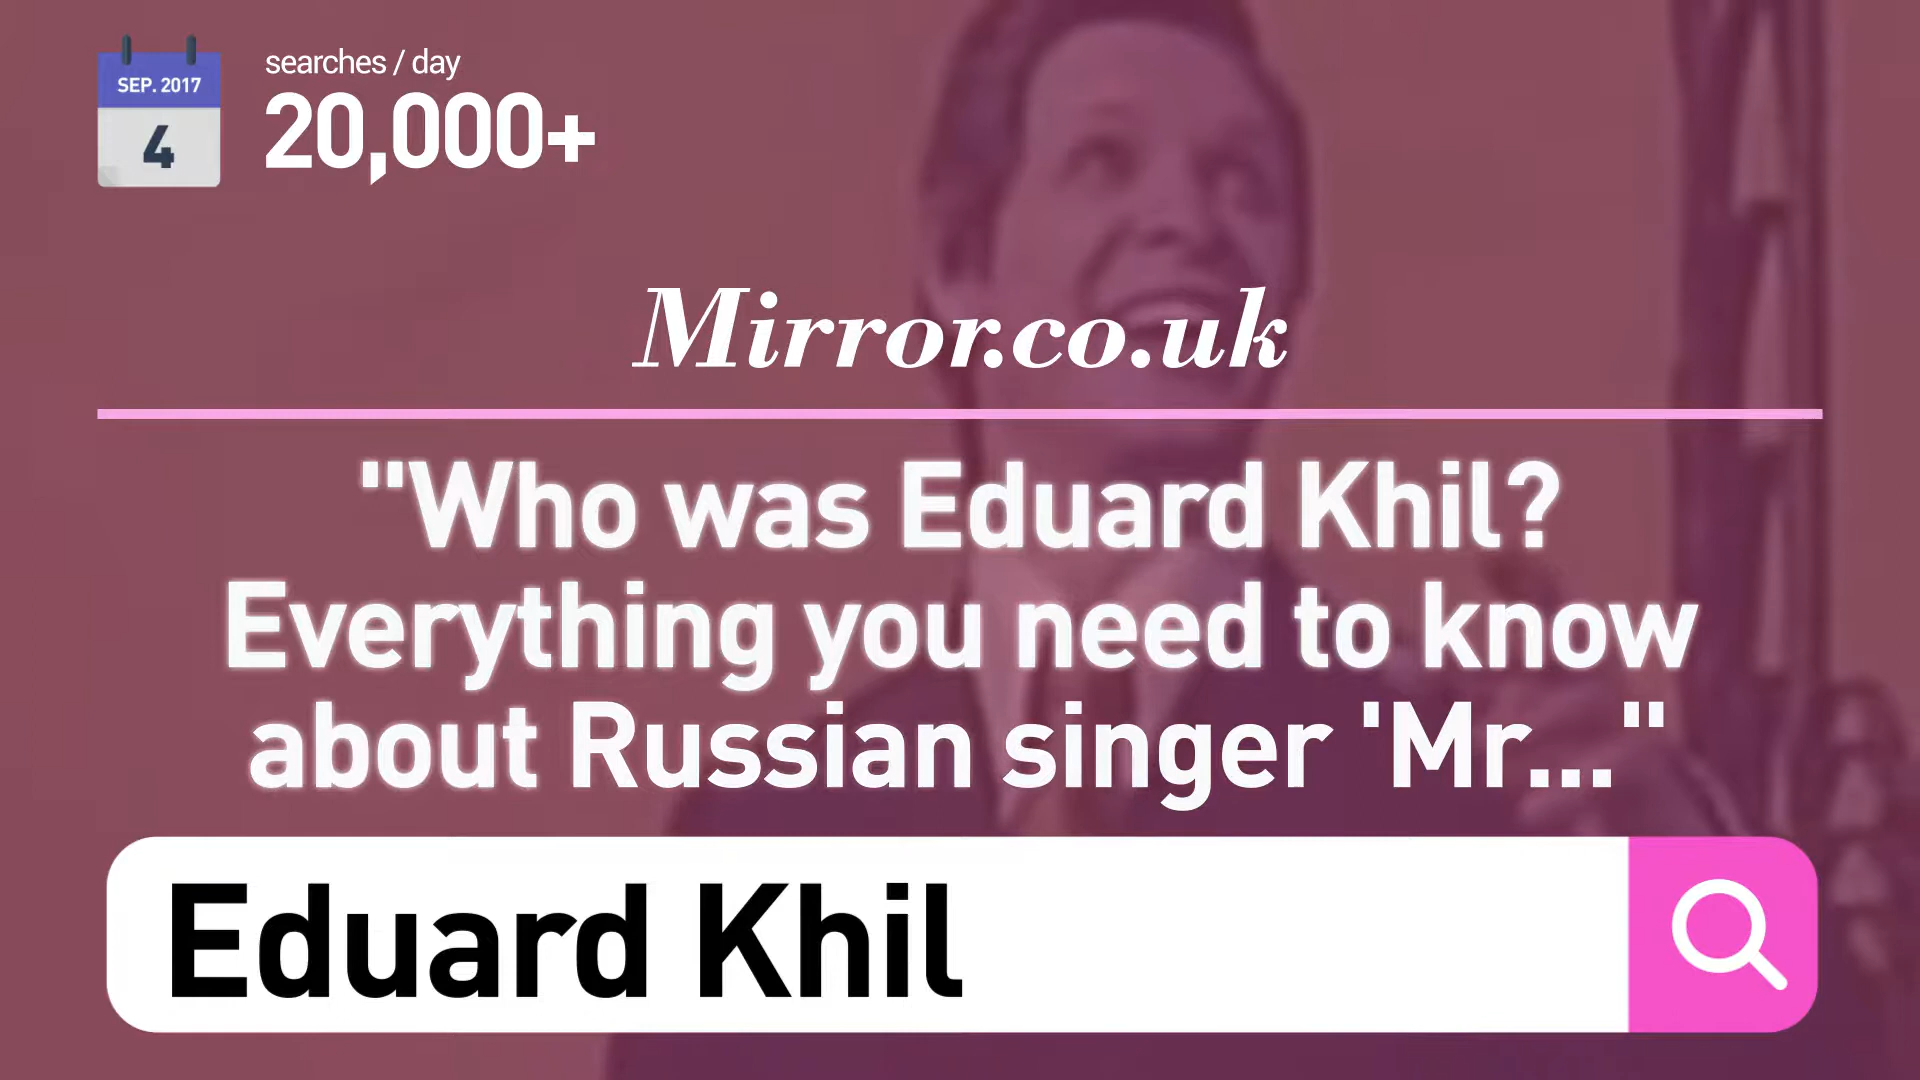 SEP. 2017
4
searches / day
20,000+
Mirror.co.uk
"Who was Eduard Khil?
Everything you need to know
about Russian singer 'Mr..."
Eduard Khil